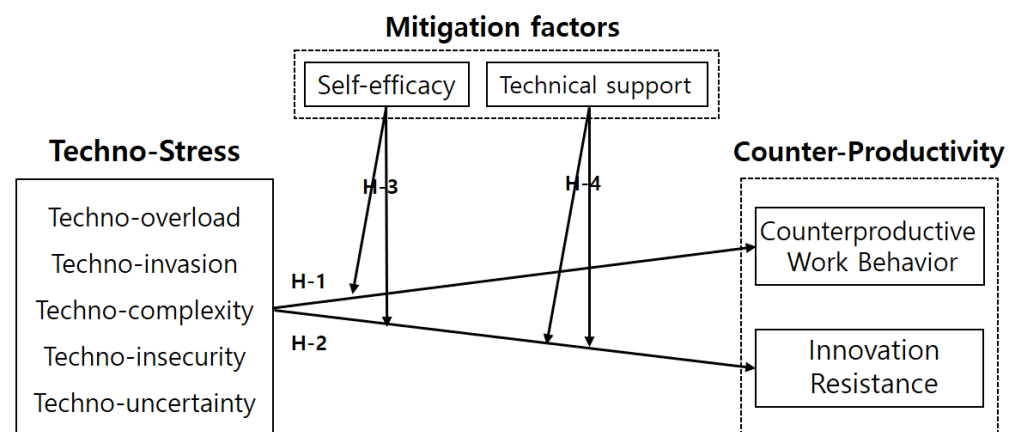 Mitigation factors
Self-efficacy
Technical support
Techno-Stress
Counter-Productivity
H-3
H-4
Techno-overload
Techno-invasion
Techno-complexity
Techno-insecurity
Techno-uncertainty
H-1
H-2
Counterproductive
Work Behavior
Innovation
Resistance